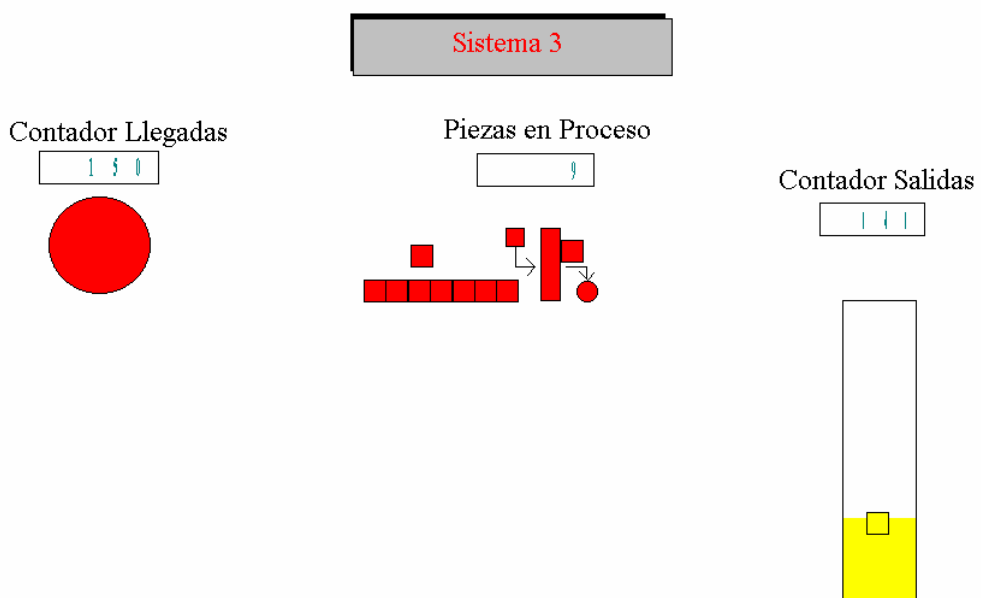 Sistema 3
Contador Llegadas
150
Piezas en Proceso
9
Contador Salidas
141